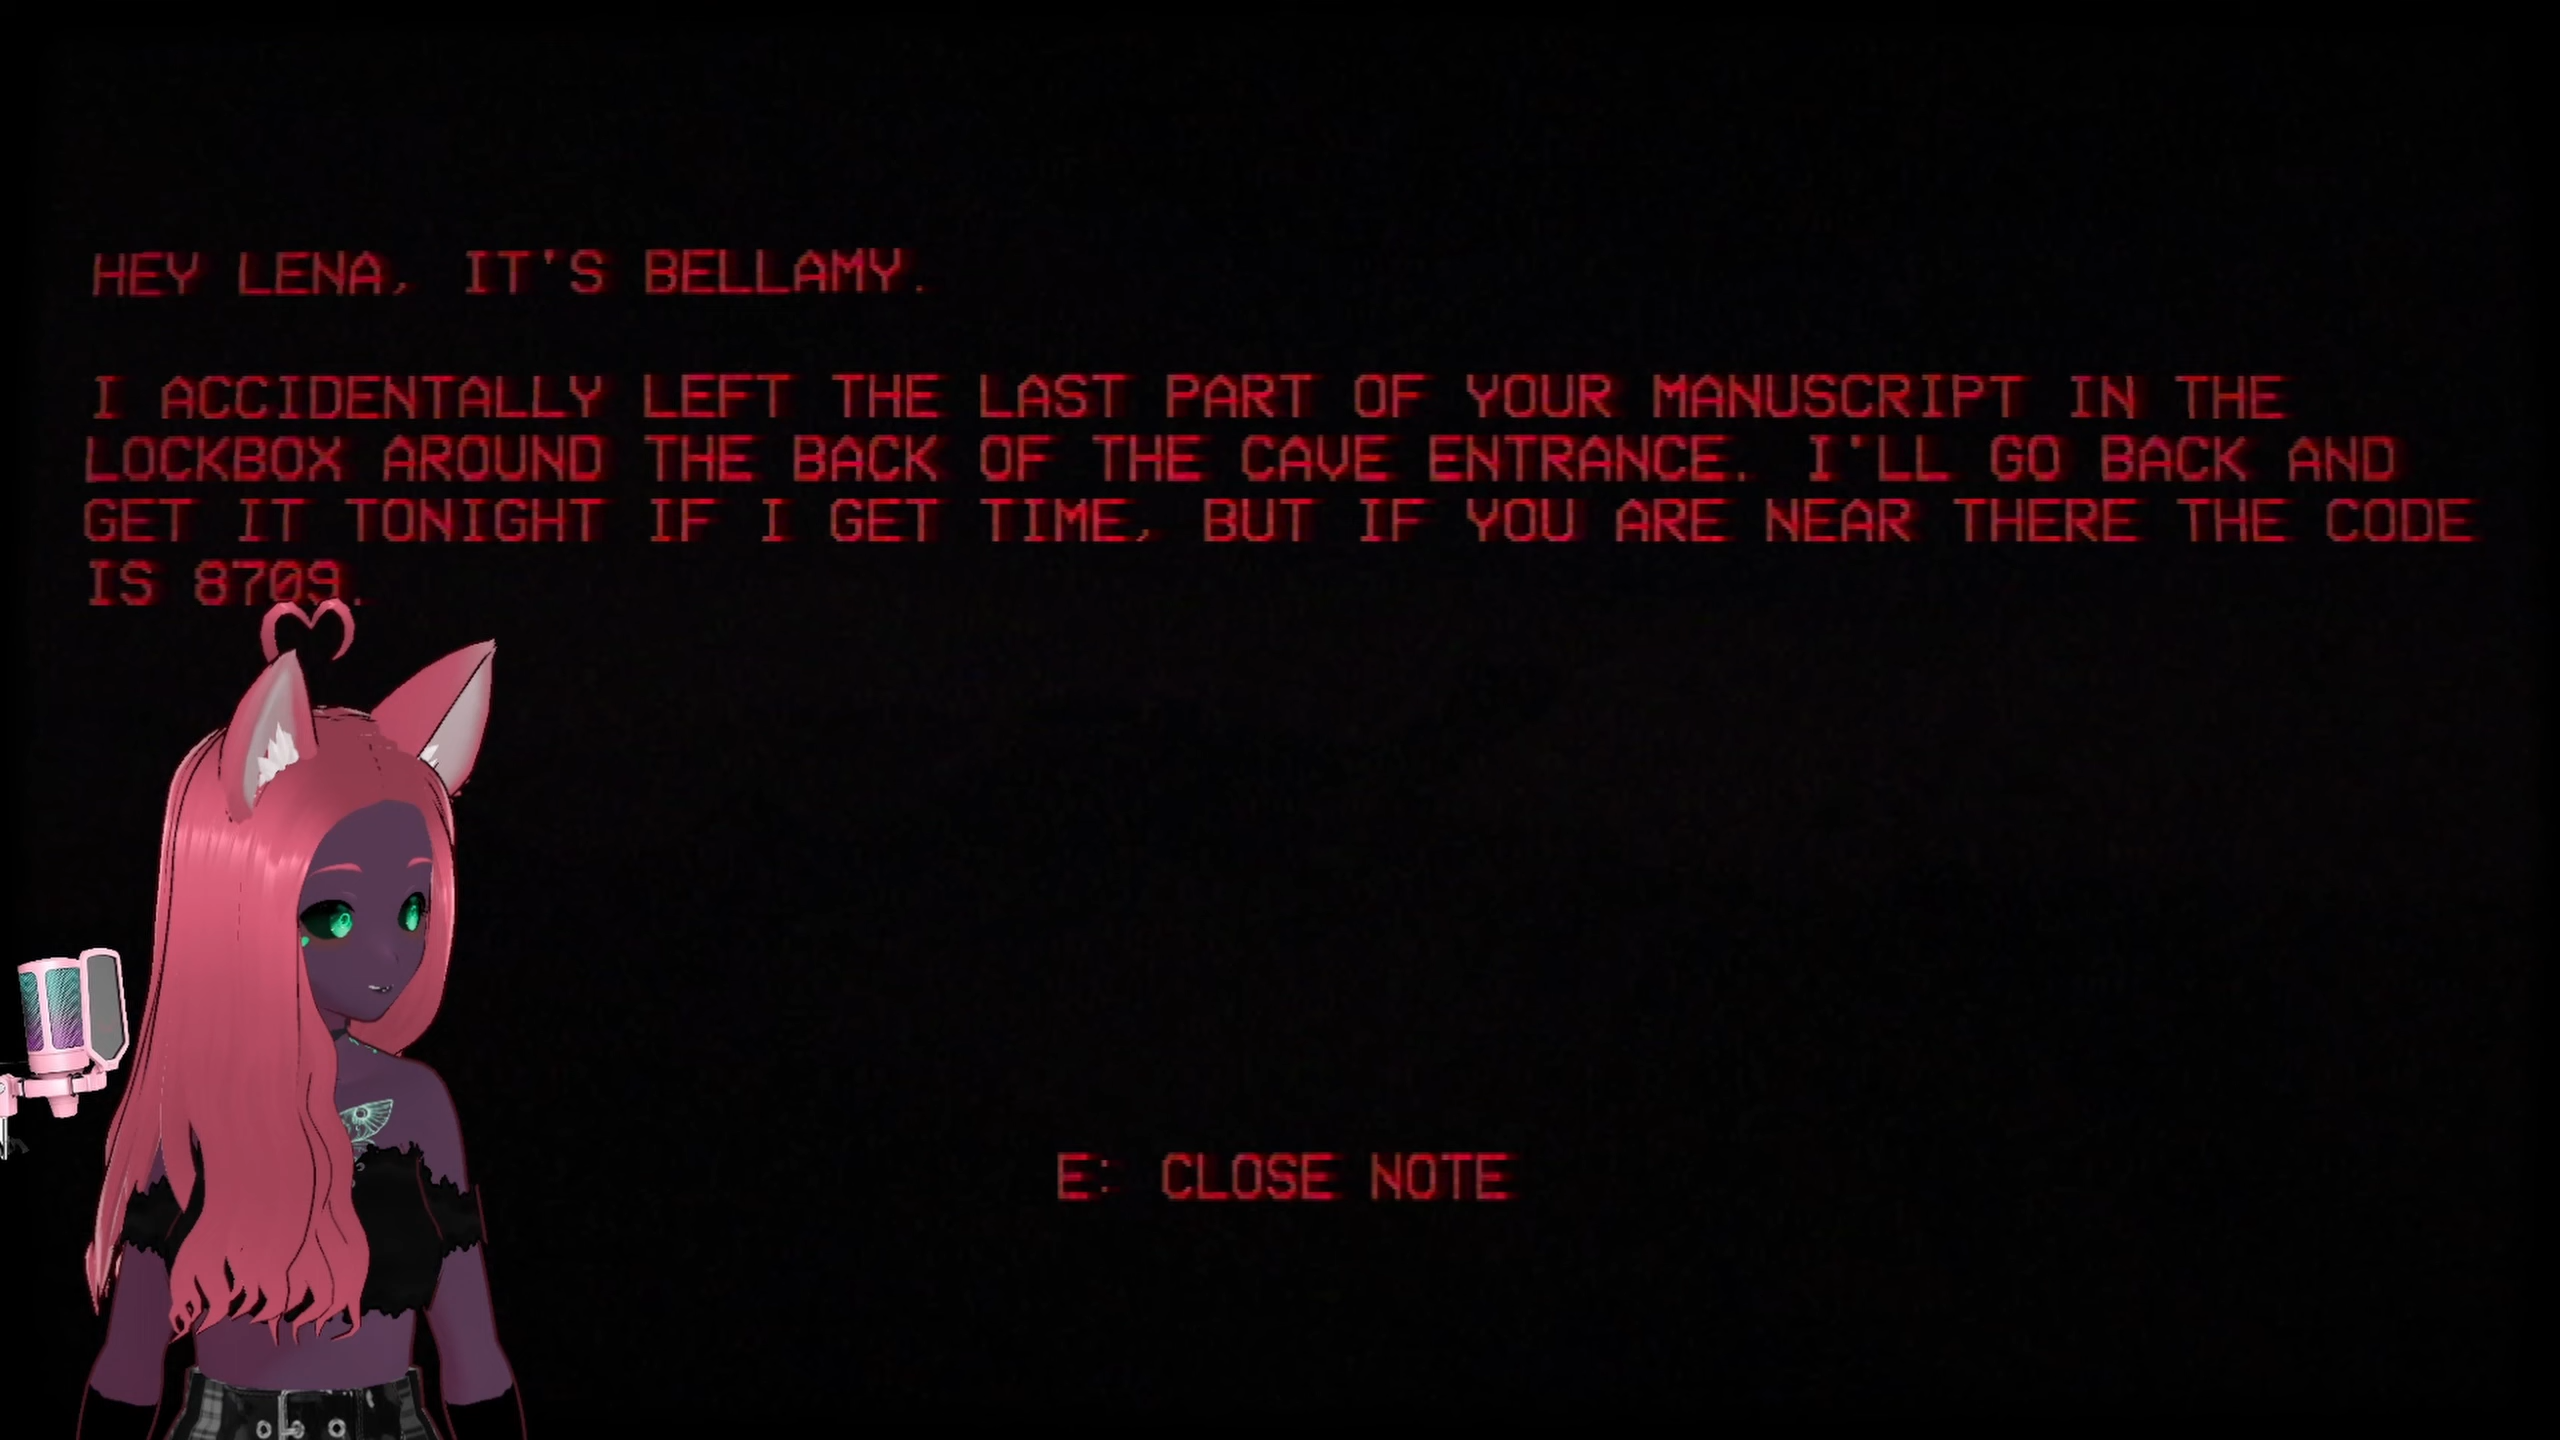 HEY LENA, IT'S BELLAMY.
I ACCIDENTALLY LEFT THE LAST PART OF YOUR MANUSCRIPT IN THE
LOCKBOX AROUND THE BACK OF THE CAVE ENTRANCE. I'LL GO BACK AND
GET IT TONIGHT IF I GET TIME, BUT IF YOU ARE NEAR THERE THE CODE
IS 8709.
E: CLOSE NOTE